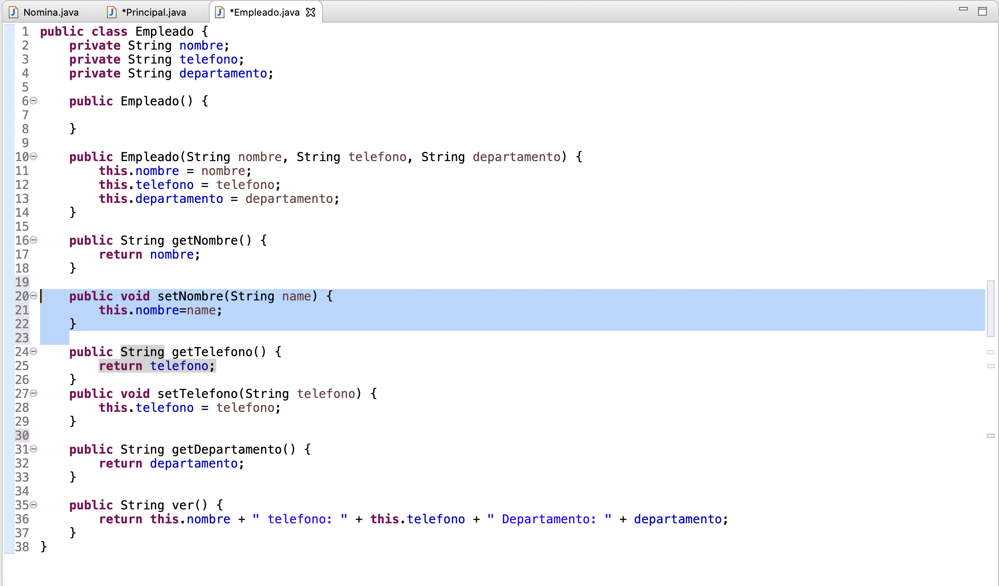 Nomina.java *Principal.java *Empleado.java
1 public class Empleado {
2 private String nombre;
3 private String telefono;
4 private String departamento;
5
6 public Empleado() {
7
8 }
9
10 public Empleado(String nombre, String telefono, String departamento) {
11 this.nombre = nombre;
12 this.telefono = telefono;
13 this.departamento = departamento;
14 }
15
16 public String getNombre() {
17 return nombre;
18 }
19
20 public void setNombre(String name) {
21 this.nombre=name;
22 }
23
24 public String getTelefono() {
25 return telefono;
26 }
27 public void setTelefono(String telefono) {
28 this.telefono = telefono;
29 }
30
31 public String getDepartamento() {
32 return departamento;
33 }
34
35 public String ver() {
36 return this.nombre + " telefono: " + this.telefono + " Departamento: " + departamento;
37 }
38 }